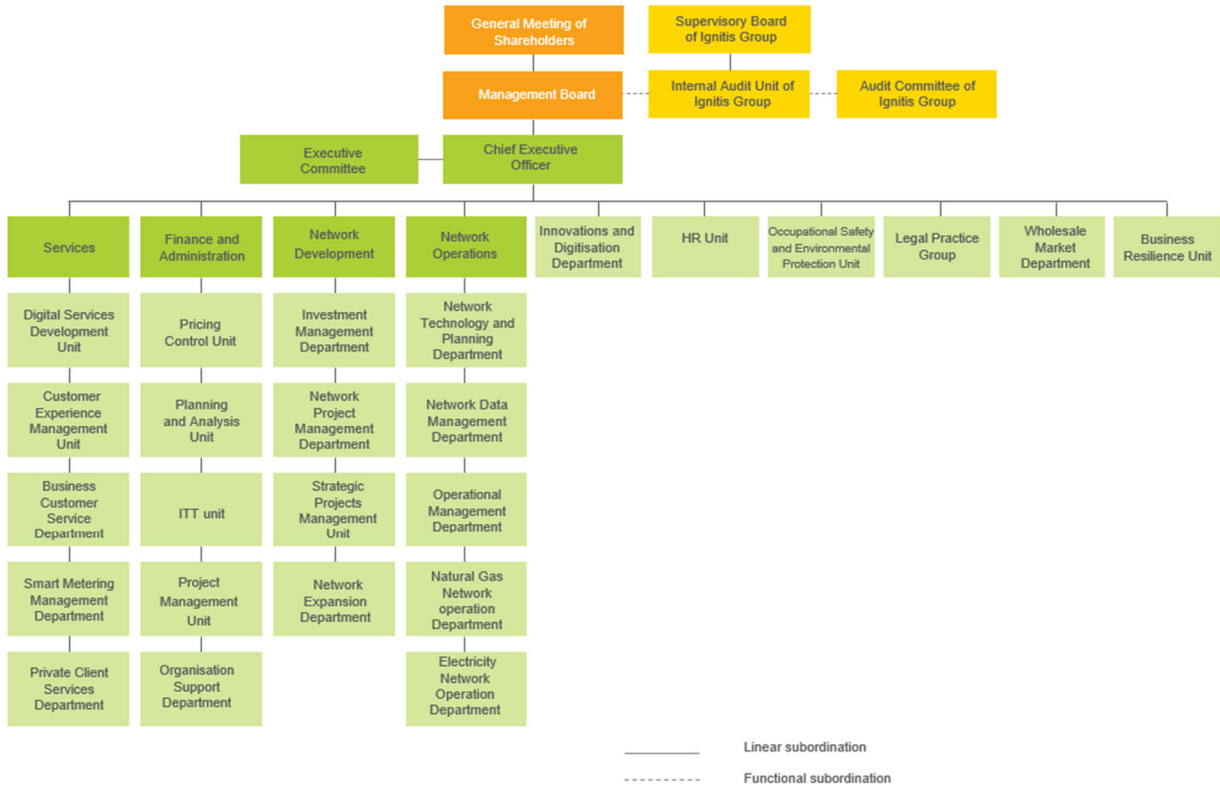 General Meeting of
Shareholders
Supervisory Board
of Ignitis Group
Management Board
Internal Audit Unit of
Ignitis Group
Audit Committee of
Ignitis Group
Executive
Committee
Chief Executive
Officer
Services
Finance and
Administration
Network
Development
Network
Operations
Innovations and
Digitisation
Department
HR Unit
Occupational Safety
and Environmental
Protection Unit
Legal Practice
Group
Wholesale
Market
Department
Business
Resilience Unit
Digital Services
Development
Unit
Pricing
Control Unit
Investment
Management
Department
Network
Technology and
Planning
Department
Customer
Experience
Management
Unit
Planning
and Analysis
Unit
Network
Project
Management
Department
Network Data
Management
Department
Business
Customer
Service
Department
ITT unit
Strategic
Projects
Management
Unit
Operational
Management
Department
Smart Metering
Management
Department
Project
Management
Unit
Network
Expansion
Department
Natural Gas
Network
operation
Department
Private Client
Services
Department
Organisation
Support
Department
Electricity
Network
Operation
Department
Linear subordination
Functional subordination